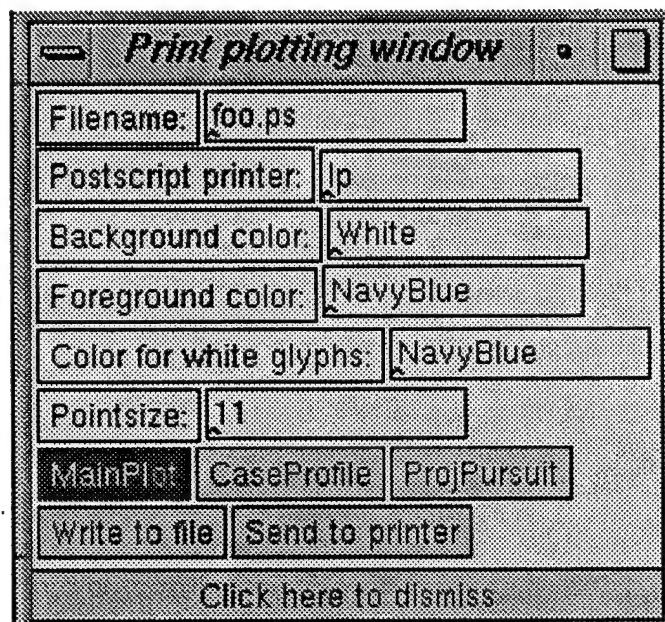 Print plotting window
Filename: foo.ps
Postscript printer: lp
Background color: White
Foreground color: NavyBlue
Color for white glyphs: NavyBlue
Pointsize: 11
MainPlot CaseProfile ProjPursuit
Write to file Send to printer
Click here to dismiss